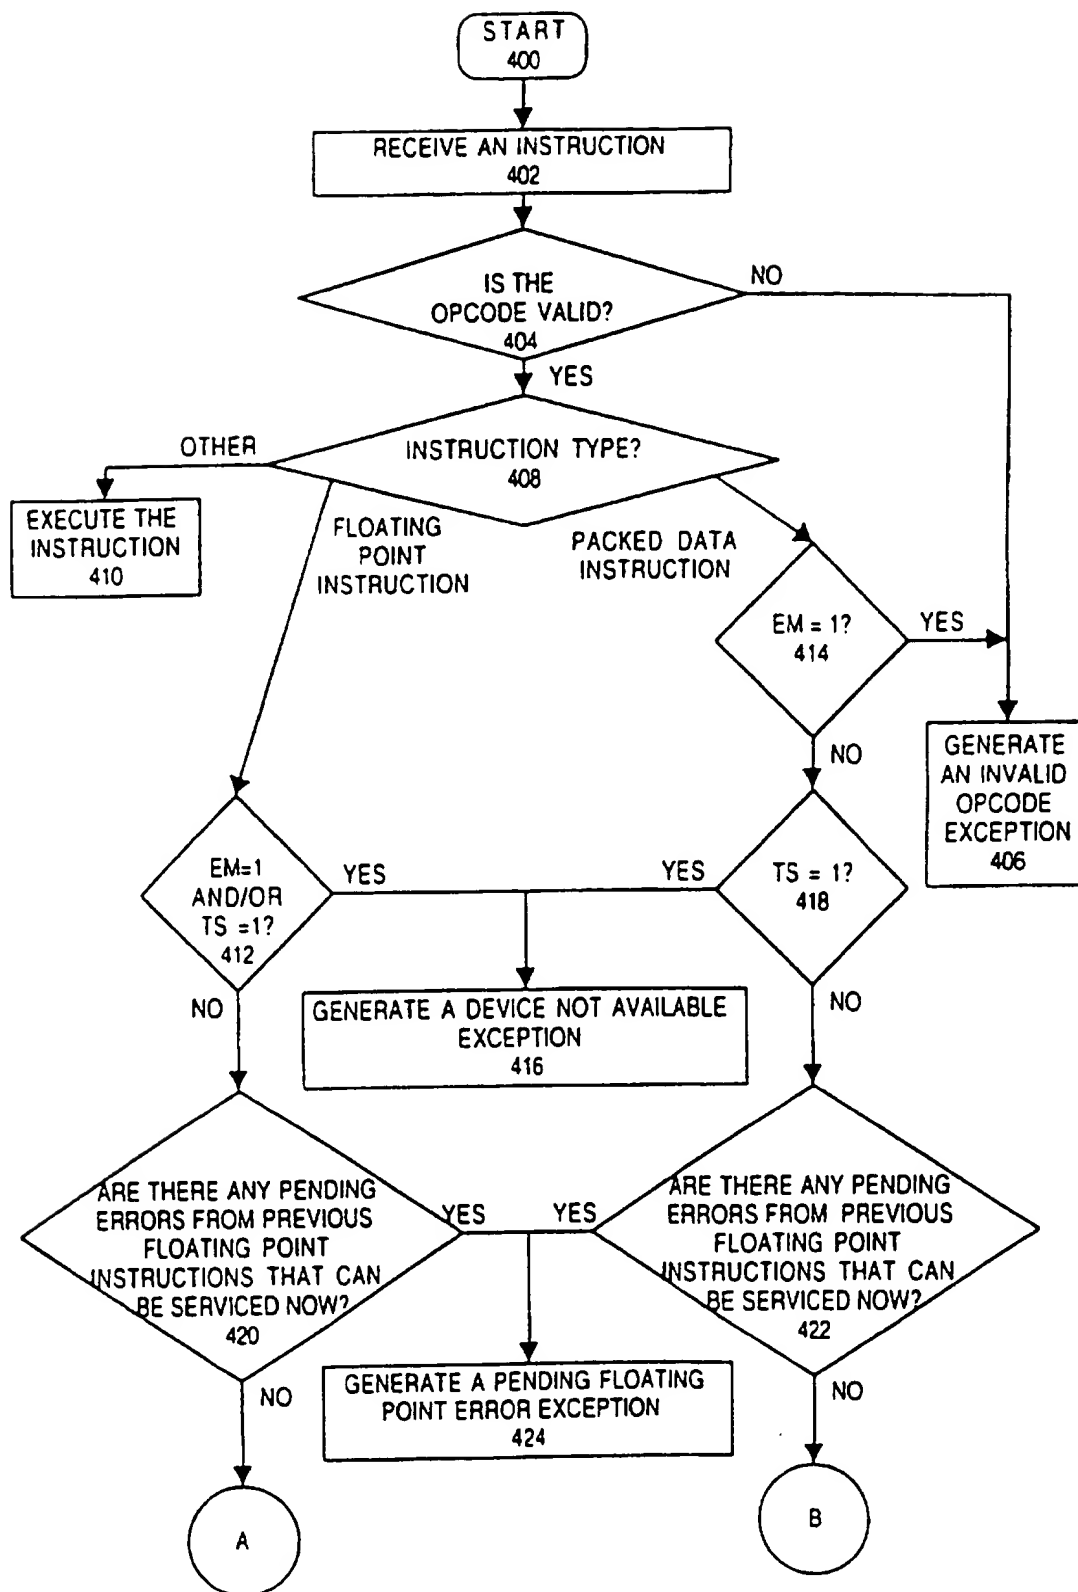 START
400
RECEIVE AN INSTRUCTION
402
IS THE
OPCODE VALID?
404
NO
YES
INSTRUCTION TYPE?
408
OTHER
EXECUTE THE
INSTRUCTION
410
FLOATING
POINT
INSTRUCTION
PACKED DATA
INSTRUCTION
EM = 1?
414
YES
NO
GENERATE
AN INVALID
OPCODE
EXCEPTION
406
EM=1
AND/OR
TS =1?
412
YES
YES
TS = 1?
418
NO
GENERATE A DEVICE NOT AVAILABLE
EXCEPTION
416
NO
ARE THERE ANY PENDING
ERRORS FROM PREVIOUS
FLOATING POINT
INSTRUCTIONS THAT CAN
BE SERVICED NOW?
420
YES
YES
ARE THERE ANY PENDING
ERRORS FROM PREVIOUS
FLOATING POINT
INSTRUCTIONS THAT CAN
BE SERVICED NOW?
422
NO
GENERATE A PENDING FLOATING
POINT ERROR EXCEPTION
424
NO
A
B